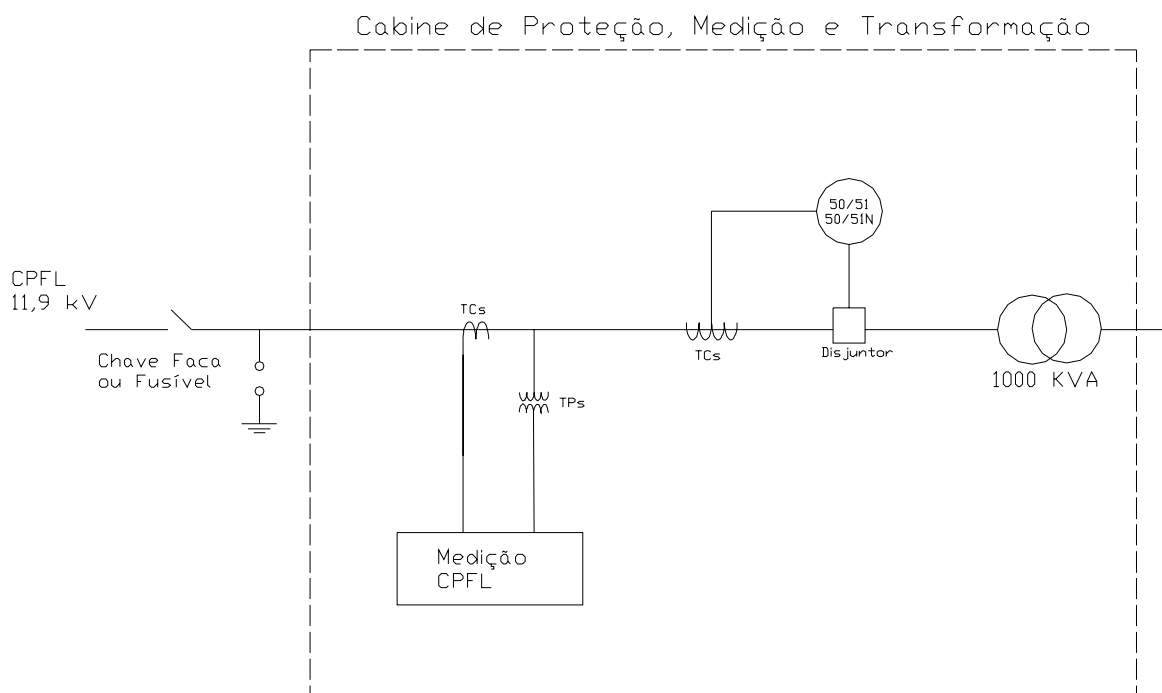 Cabine de Proteção, Medição e Transformação
50/51
50/51N
CPFL
11,9 kV
TCs
TCs
Disjuntor
Chave Faca
ou Fusível
1000 KVA
TPs
Medição
CPFL